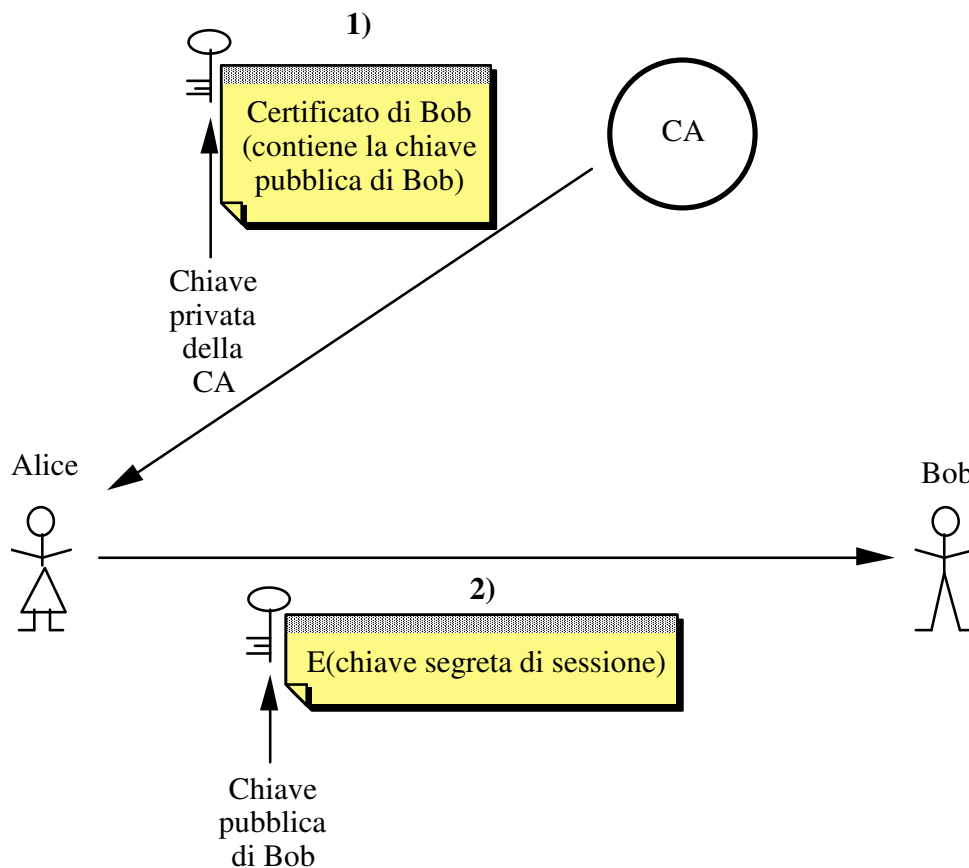 1)
Certificato di Bob
(contiene la chiave
pubblica di Bob)
CA
Chiave
privata
della
CA
Alice
Bob
2)
E(chiave segreta di sessione)
Chiave
pubblica
di Bob